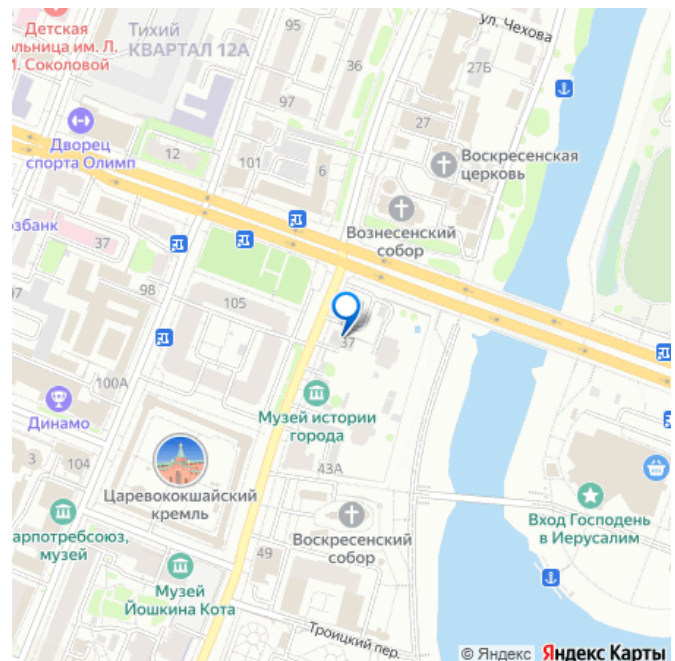 ул. Чехова
Детская
ольница им. Л.
И. Соколовой
Тихий
КВАРТАЛ 12А
95
36
27Б
97
27
Дворец
спорта Олимп
12
101
6
Воскресенская
церковь
Вознесенский
собор
озбанк
37
98
97
105
37
100А
Динамо
Музей истории
города
3
104
43А
Царевококшайский
кремль
Вход Господень
в Иерусалим
арпотребсоюз,
музей
Воскресенский
собор
49
Музей
Йошкина Кота
Троицкий пер.
© Яндекс Яндекс Карты